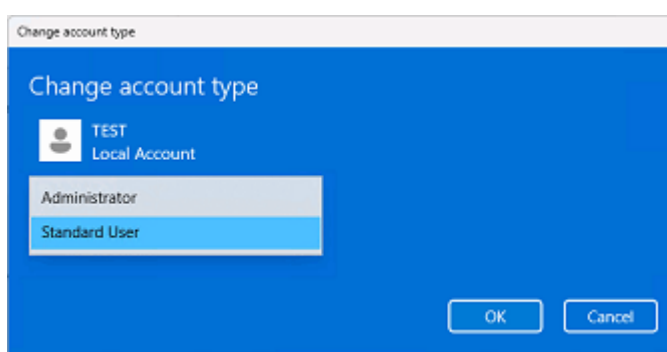 Change account type
Change account type
TEST
Local Account
Administrator
Standard User
OK
Cancel